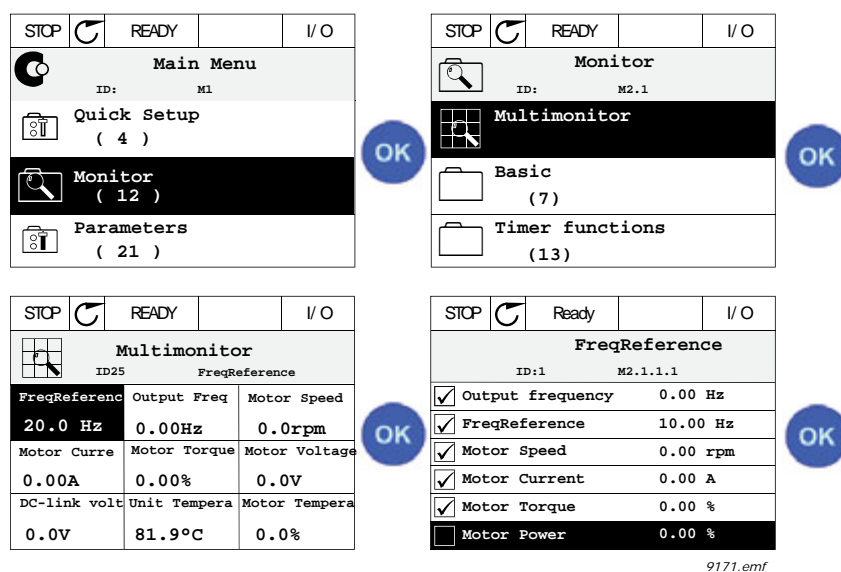 STOP READY I/O
Main Menu
ID: M1
Quick Setup
( 4 )
Monitor
( 12 )
Parameters
( 21 )
OK
STOP READY I/O
Monitor
ID: M2.1
Multimonitor
Basic
(7)
Timer functions
(13)
OK
STOP READY I/O
Multimonitor
ID25 FreqReference
FreqReferenc Output Freq Motor Speed
20.0 Hz 0.00Hz 0.0rpm
Motor Curre Motor Torque Motor Voltage
0.00A 0.00% 0.0V
DC-link volt Unit Tempera Motor Tempera
0.0V 81.9°C 0.0%
OK
STOP Ready I/O
FreqReference
ID:1 M2.1.1.1
Output frequency 0.00 Hz
FreqReference 10.00 Hz
Motor Speed 0.00 rpm
Motor Current 0.00 A
Motor Torque 0.00 %
Motor Power 0.00 %
OK
9171.emf